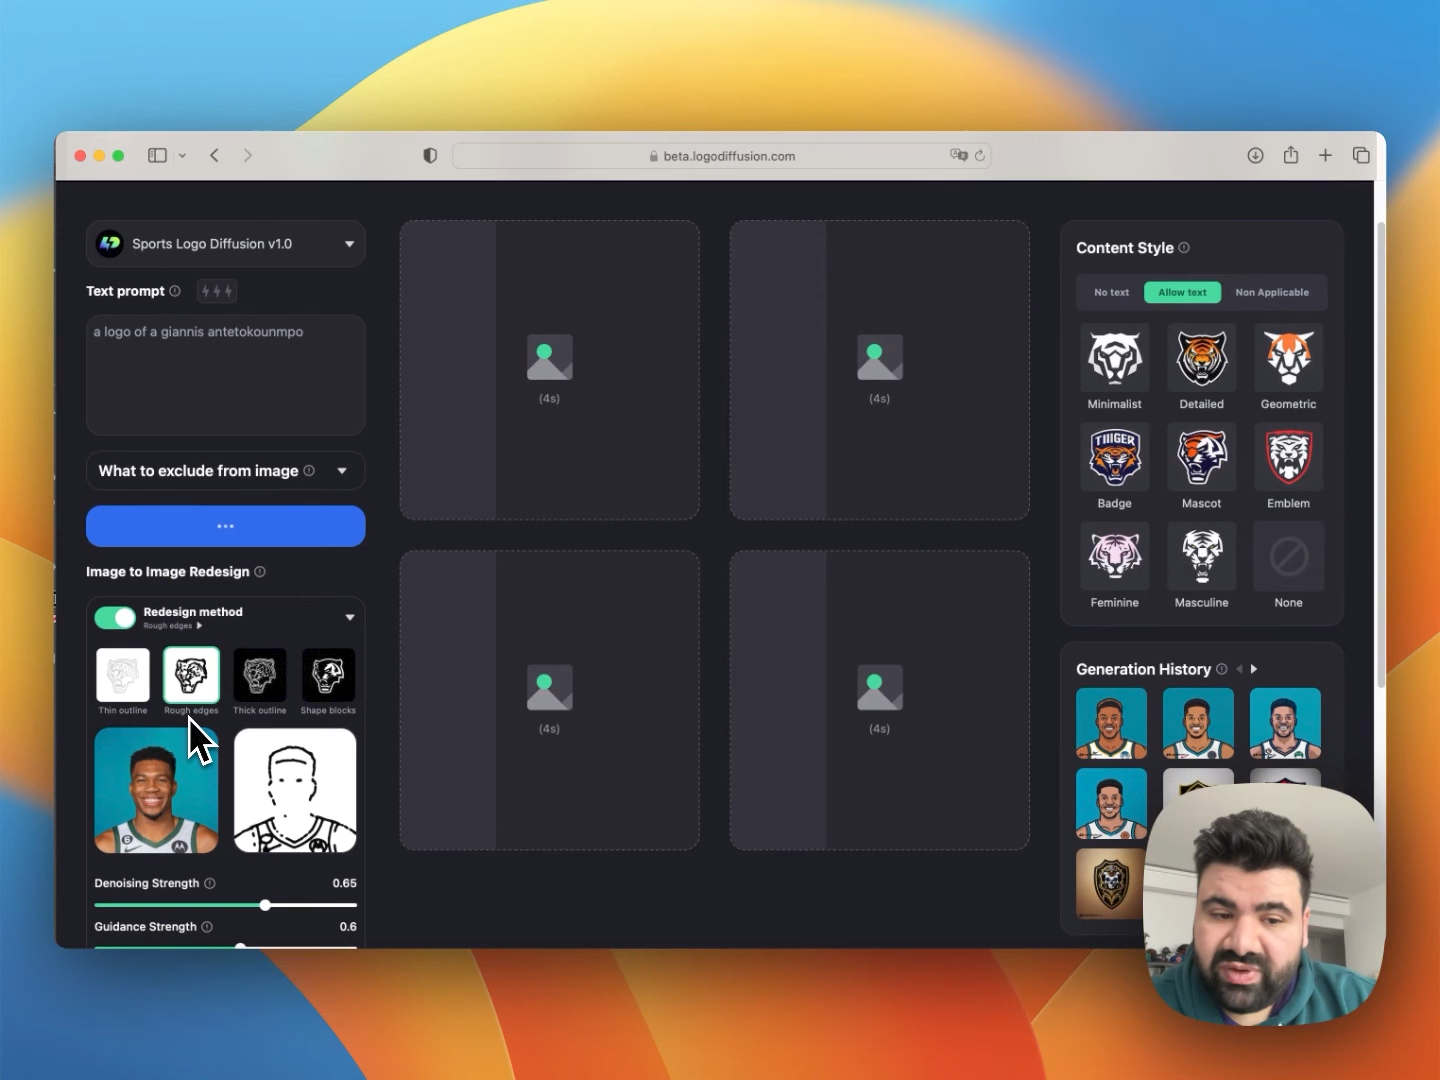 beta.logodiffusion.com
Sports Logo Diffusion v1.0
Text prompt
a logo of a giannis antetokounmpo
What to exclude from image
...
Image to Image Redesign
Redesign method
Rough edges
Thin outline
Rough edges
Thick outline
Shape blocks
Denoising Strength
0.65
Guidance Strength
0.6
(4s)
(4s)
(4s)
(4s)
Content Style
No text
Allow text
Non Applicable
Minimalist
Detailed
Geometric
Badge
Mascot
Emblem
Feminine
Masculine
None
Generation History